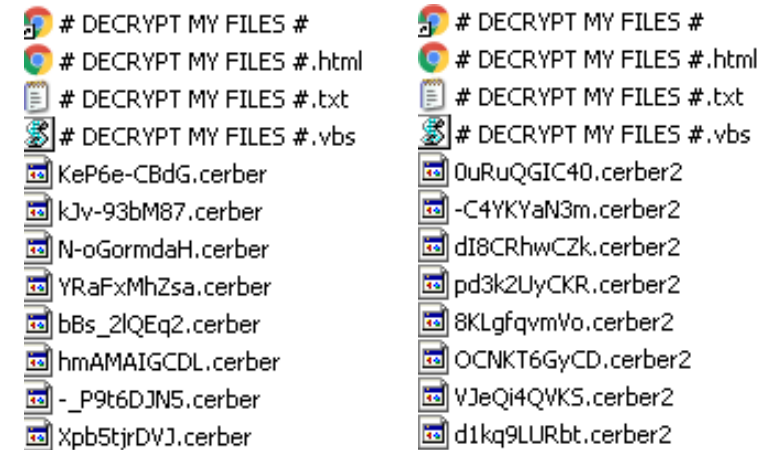 # DECRYPT MY FILES #
# DECRYPT MY FILES #.html
# DECRYPT MY FILES #.txt
# DECRYPT MY FILES #.vbs
KeP6e-CBdG.cerber
kJv-93bM87.cerber
N-oGormdaH.cerber
YRaFxMhZsa.cerber
bBs_2lQEq2.cerber
hmAMAIGCDL.cerber
-_P9t6DJN5.cerber
Xpb5tjrDVJ.cerber
# DECRYPT MY FILES #
# DECRYPT MY FILES #.html
# DECRYPT MY FILES #.txt
# DECRYPT MY FILES #.vbs
0uRuQGIC40.cerber2
-C4YKYaN3m.cerber2
dI8CRhwCZk.cerber2
pd3k2UyCKR.cerber2
8KLgfqvmVo.cerber2
OCNKT6GyCD.cerber2
VJeQi4QVKS.cerber2
d1kq9LURbt.cerber2